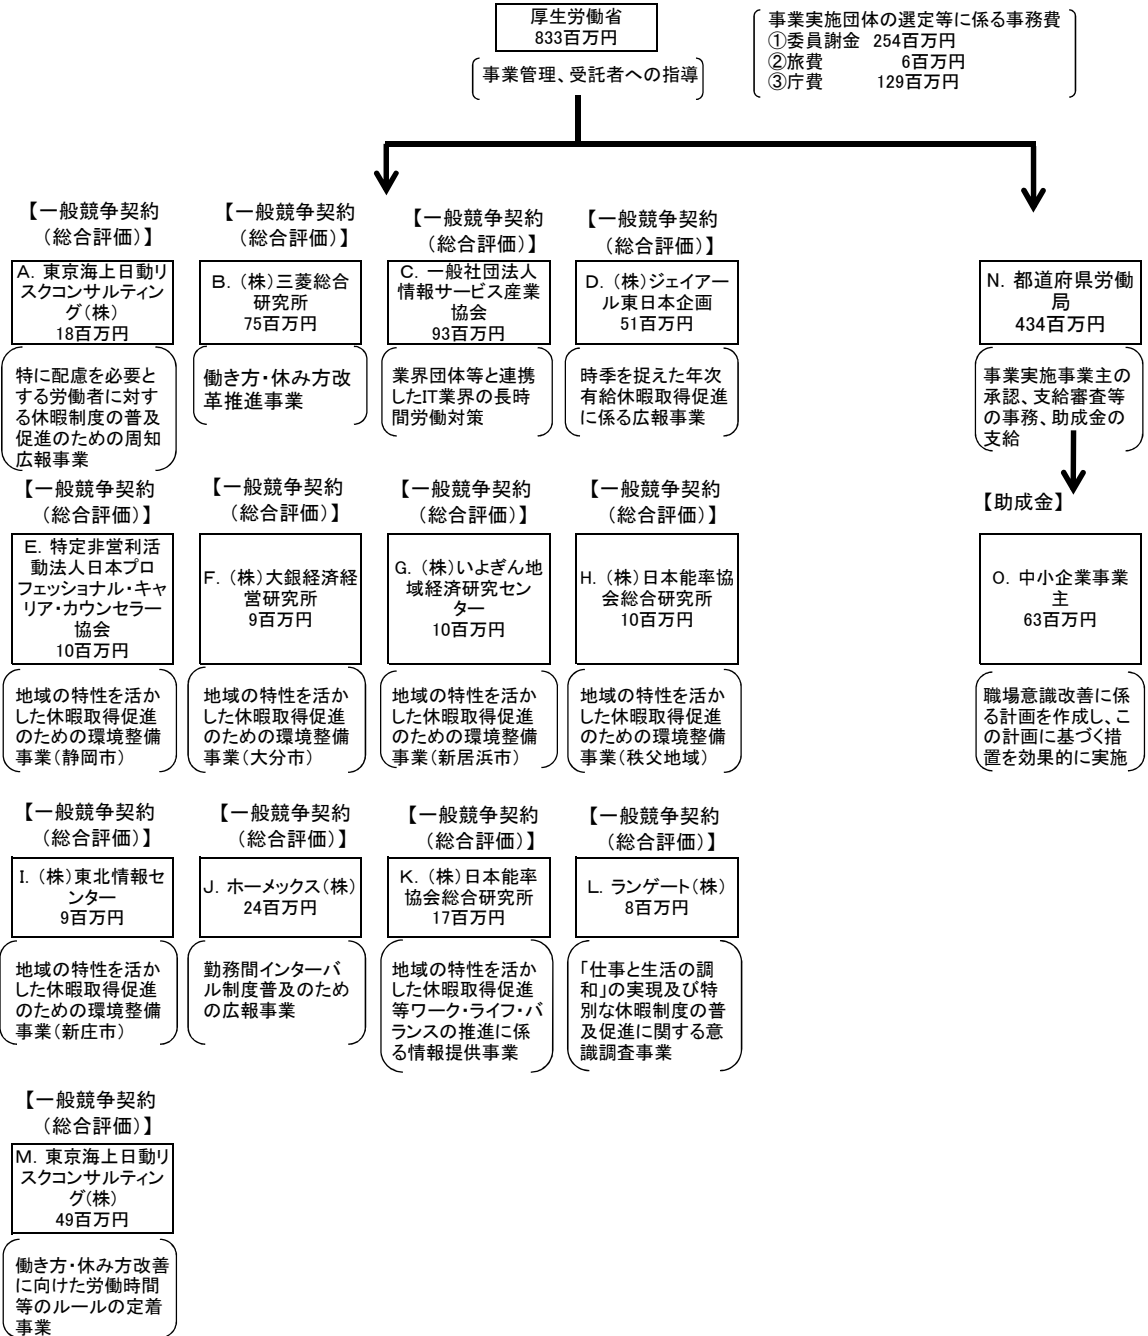 厚生労働省
833百万円
事業管理、受託者への指導
事業実施団体の選定等に係る事務費
①委員謝金 254百万円
②旅費 6百万円
③庁費 129百万円
【一般競争契約
（総合評価）】
A．東京海上日動リ
スクコンサルティン
グ（株）
18百万円
特に配慮を必要と
する労働者に対す
る休暇制度の普及
促進のための周知
広報事業
【一般競争契約
（総合評価）】
B．（株）三菱総合
研究所
75百万円
働き方・休み方改
革推進事業
【一般競争契約
（総合評価）】
C．一般社団法人
情報サービス産業
協会
93百万円
業界団体等と連携
したIT業界の長時
間労働対策
【一般競争契約
（総合評価）】
D．（株）ジェイアー
ル東日本企画
51百万円
時季を捉えた年次
有給休暇取得促進
に係る広報事業
N．都道府県労働
局
434百万円
事業実施事業主の
承認、支給審査等
の事務、助成金の
支給
【一般競争契約
（総合評価）】
E．特定非営利活
動法人日本プロ
フェッショナル・キャ
リア・カウンセラー
協会
10百万円
地域の特性を活か
した休暇取得促進
のための環境整備
事業（静岡市）
【一般競争契約
（総合評価）】
F．（株）大銀経済経
営研究所
9百万円
地域の特性を活か
した休暇取得促進
のための環境整備
事業（大分市）
【一般競争契約
（総合評価）】
G．（株）いよぎん地
域経済研究セン
ター
10百万円
地域の特性を活か
した休暇取得促進
のための環境整備
事業（新居浜市）
【一般競争契約
（総合評価）】
H．（株）日本能率協
会総合研究所
10百万円
地域の特性を活か
した休暇取得促進
のための環境整備
事業（秩父地域）
【助成金】
O．中小企業事業
主
63百万円
職場意識改善に係
る計画を作成し、こ
の計画に基づく措
置を効果的に実施
【一般競争契約
（総合評価）】
I．（株）東北情報セ
ンター
9百万円
地域の特性を活か
した休暇取得促進
のための環境整備
事業（新庄市）
【一般競争契約
（総合評価）】
J．ホーメックス（株）
24百万円
勤務間インターバ
ル制度普及のため
の広報事業
【一般競争契約
（総合評価）】
K．（株）日本能率
協会総合研究所
17百万円
地域の特性を活か
した休暇取得促進
等ワーク・ライフ・バ
ランスの推進に係
る情報提供事業
【一般競争契約
（総合評価）】
L．ランゲート（株）
8百万円
「仕事と生活の調
和」の実現及び特
別な休暇制度の普
及促進に関する意
識調査事業
【一般競争契約
（総合評価）】
M．東京海上日動リ
スクコンサルティン
グ（株）
49百万円
働き方・休み方改善
に向けた労働時間
等のルールの定着
事業